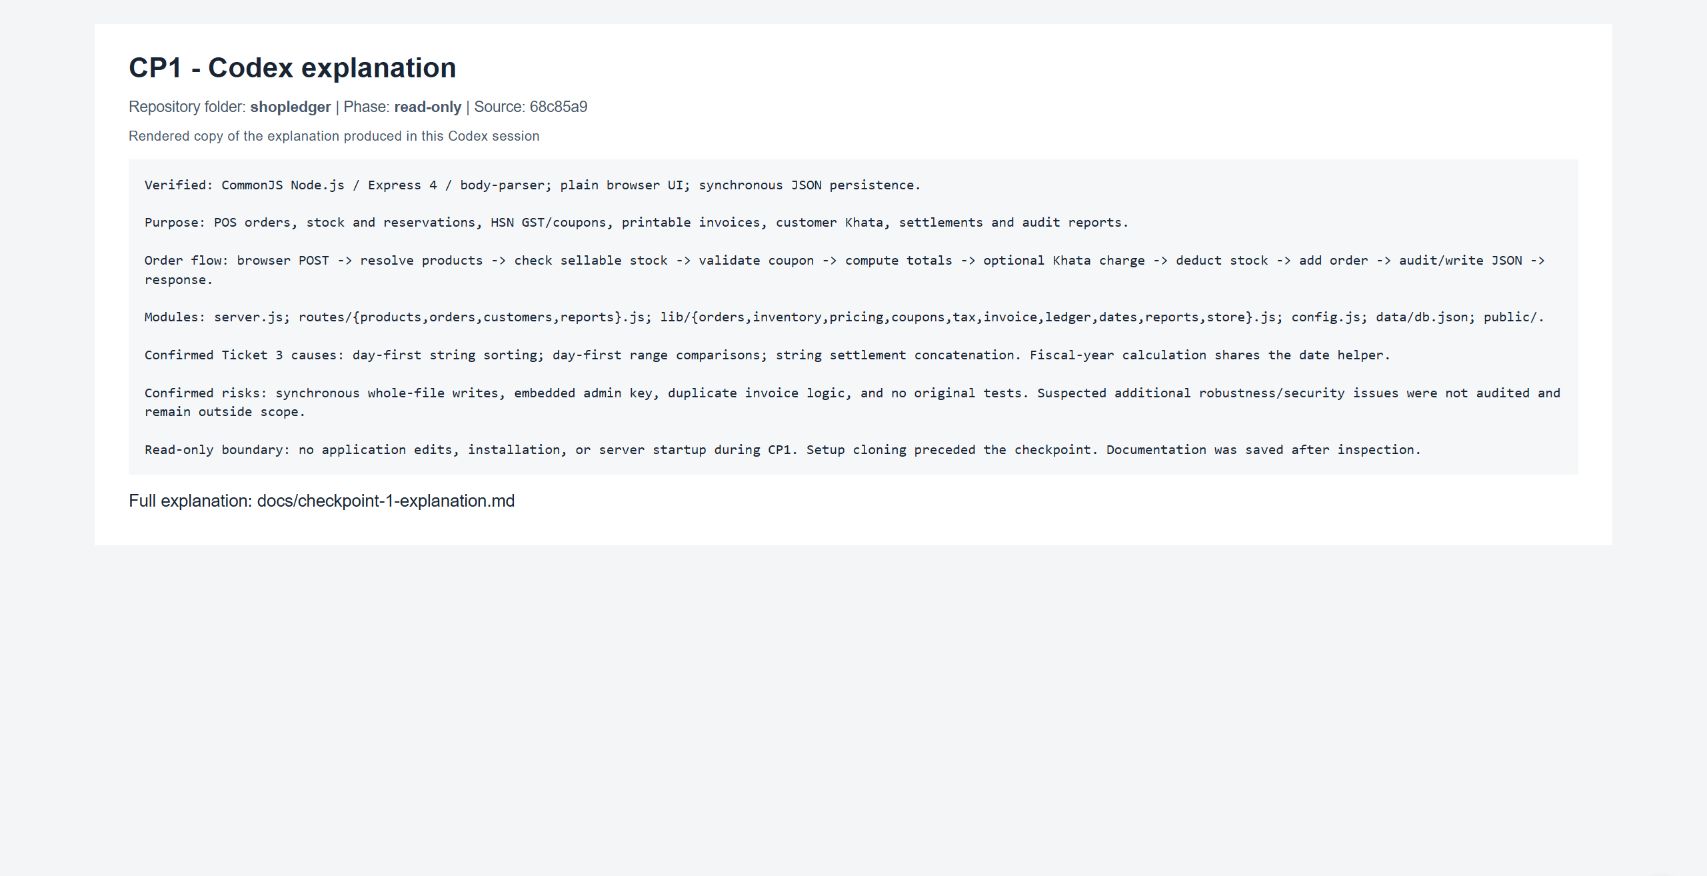 CP1 - Codex explanation
Repository folder: shopledger | Phase: read-only | Source: 68c85a9
Rendered copy of the explanation produced in this Codex session
Verified: CommonJS Node.js / Express 4 / body-parser; plain browser UI; synchronous JSON persistence.
Purpose: POS orders, stock and reservations, HSN GST/coupons, printable invoices, customer Khata, settlements and audit reports.
Order flow: browser POST -> resolve products -> check sellable stock -> validate coupon -> compute totals -> optional Khata charge -> deduct stock -> add order -> audit/write JSON ->
response.
Modules: server.js; routes/{products,orders,customers,reports}.js; lib/{orders,inventory,pricing,coupons,tax,invoice,ledger,dates,reports,store}.js; config.js; data/db.json; public/.
Confirmed Ticket 3 causes: day-first string sorting; day-first range comparisons; string settlement concatenation. Fiscal-year calculation shares the date helper.
Confirmed risks: synchronous whole-file writes, embedded admin key, duplicate invoice logic, and no original tests. Suspected additional robustness/security issues were not audited and
remain outside scope.
Read-only boundary: no application edits, installation, or server startup during CP1. Setup cloning preceded the checkpoint. Documentation was saved after inspection.
Full explanation: docs/checkpoint-1-explanation.md